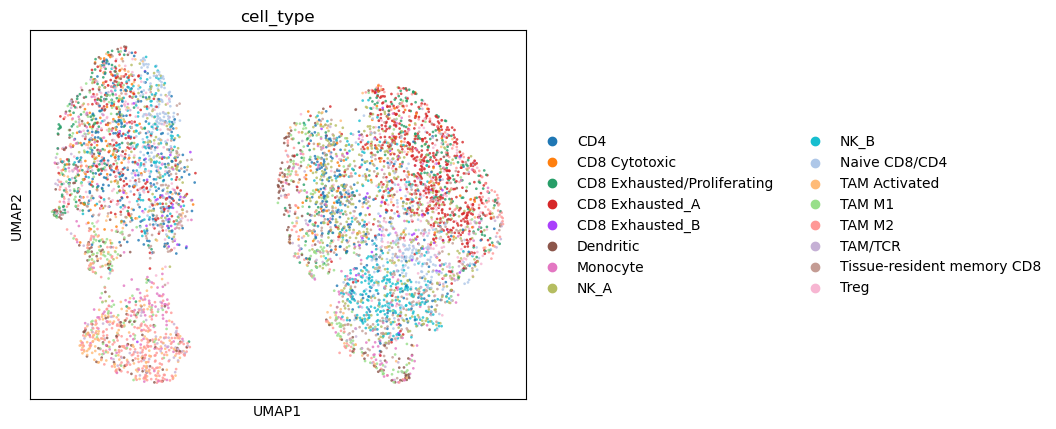 cell_type
UMAP2
UMAP1
CD4
CD8 Cytotoxic
CD8 Exhausted/Proliferating
CD8 Exhausted_A
CD8 Exhausted_B
Dendritic
Monocyte
NK_A
NK_B
Naive CD8/CD4
TAM Activated
TAM M1
TAM M2
TAM/TCR
Tissue-resident memory CD8
Treg